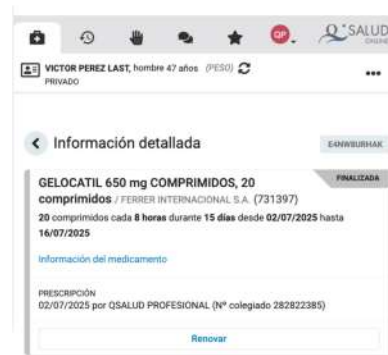 QP
SALUD
ONLINE
VICTOR PEREZ LAST, hombre 47 años (PESO)
PRIVADO
Información detallada
E4NWBURHAK
FINALIZADA
GELOCATIL 650 mg COMPRIMIDOS, 20
comprimidos / FERRER INTERNACIONAL S.A. (731397)
20 comprimidos cada 8 horas durante 15 días desde 02/07/2025 hasta
16/07/2025
Información del medicamento
PRESCRIPCIÓN
02/07/2025 por QSALUD PROFESIONAL (Nº colegiado 282822385)
Renovar